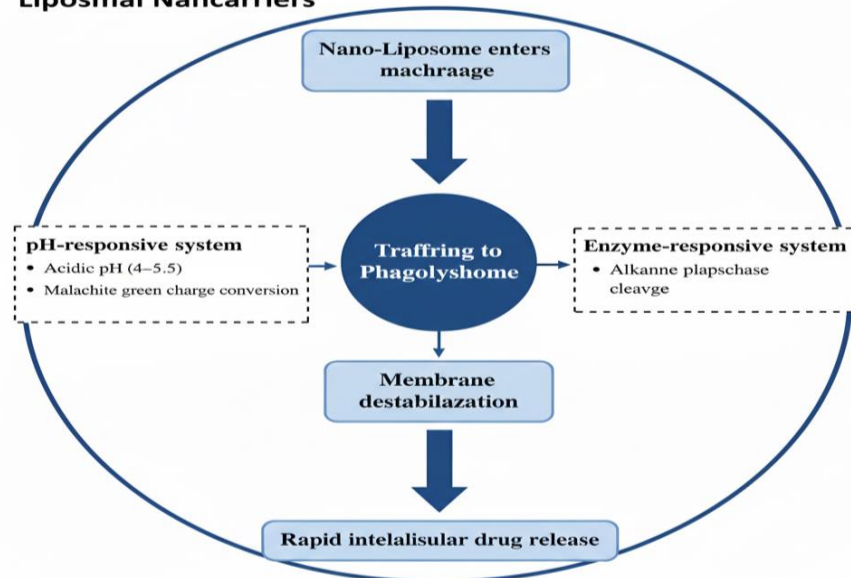 Liposmal Nancarriers
Nano-Liposome enters
machraage
pH-responsive system
• Acidic pH (4–5.5)
• Malachite green charge conversion
Traffring to
Phagolyshome
Enzyme-responsive system
• Alkanne plapschase
cleavge
Membrane
destabilazation
Rapid intelalisular drug release